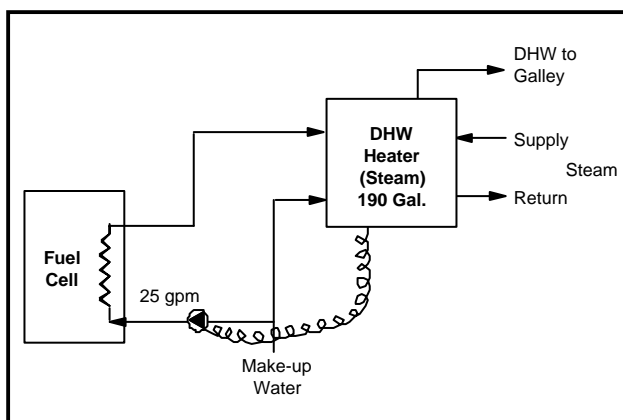 DHW to
Galley
DHW
Heater
(Steam)
190 Gal.
Supply
Steam
Return
Fuel
Cell
25 gpm
Make-up
Water